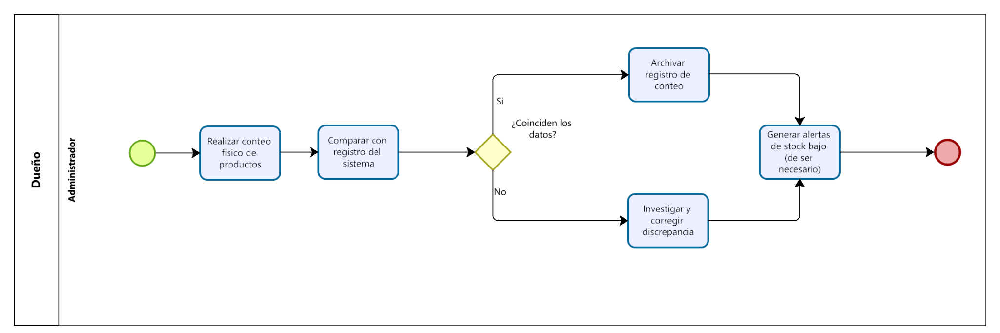 Dueño
Administrador
Realizar conteo
físico de
productos
Comparar con
registro del
sistema
¿Coinciden los
datos?
Si
No
Archivar
registro de
conteo
Investigar y
corregir
discrepancia
Generar alertas
de stock bajo
(de ser
necesario)